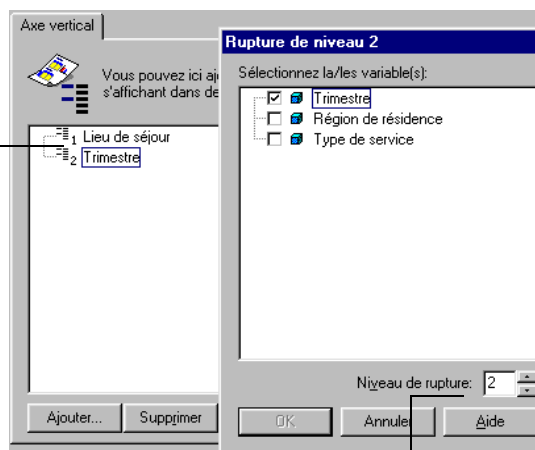 Axe vertical
Vous pouvez ici aj
s'affichant dans de
1 Lieu de séjour
2 Trimestre
Ajouter...
Supprimer
Rupture de niveau 2
Sélectionnez la/les variable(s):
Trimestre
Région de résidence
Type de service
Niveau de rupture: 2
OK
Annuler
Aide